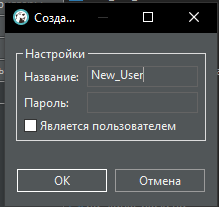 Созда...
Настройки
Название: New_User
Пароль:
Является пользователем
OK Отмена